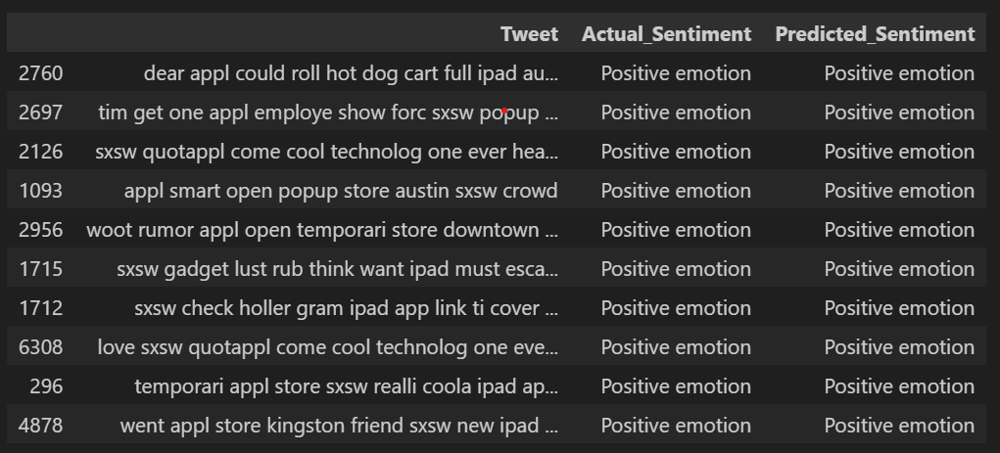 Tweet Actual_Sentiment Predicted_Sentiment
2760 dear appl could roll hot dog cart full ipad au... Positive emotion Positive emotion
2697 tim get one appl employe show forc sxsw popup ... Positive emotion Positive emotion
2126 sxsw quotappl come cool technolog one ever hea... Positive emotion Positive emotion
1093 appl smart open popup store austin sxsw crowd Positive emotion Positive emotion
2956 woot rumor appl open temporari store downtown ... Positive emotion Positive emotion
1715 sxsw gadget lust rub think want ipad must esca... Positive emotion Positive emotion
1712 sxsw check holler gram ipad app link ti cover ... Positive emotion Positive emotion
6308 love sxsw quotappl come cool technolog one eve... Positive emotion Positive emotion
296 temporari appl store sxsw realli coola ipad ap... Positive emotion Positive emotion
4878 went appl store kingston friend sxsw new ipad ... Positive emotion Positive emotion